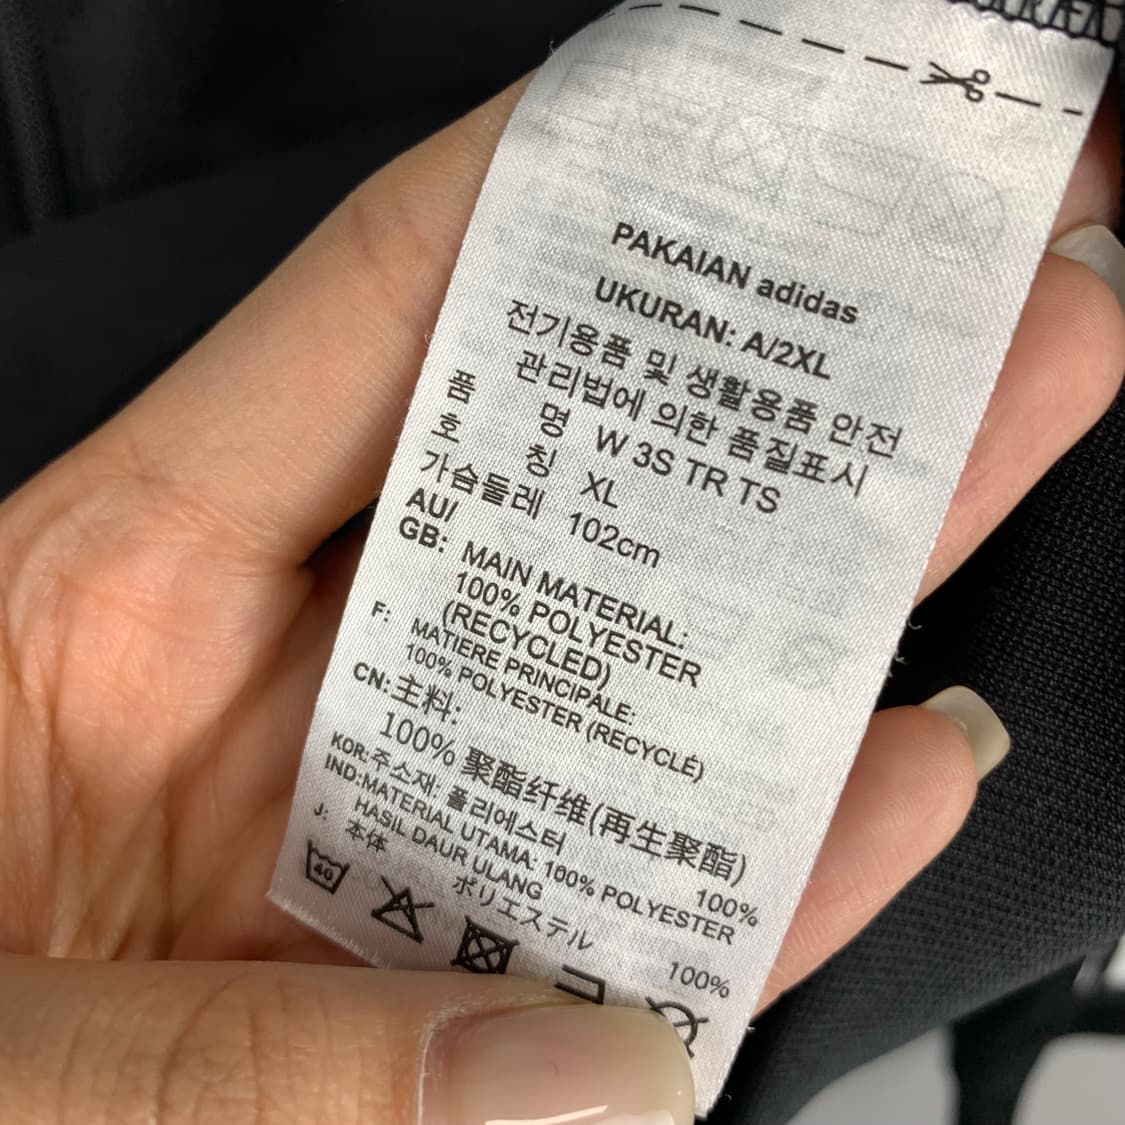 PAKAIAN adidas
UKURAN: A/2XL
전기용품 및 생활용품 안전
관리법에 의한 품질표시
품 명 W 3S TR TS
호 칭 XL
가슴둘레 102cm
AU/
GB: MAIN MATERIAL:
100% POLYESTER
(RECYCLED)
F: MATIERE PRINCIPALE:
100% POLYESTER (RECYCLÉ)
CN: 主料:
100% 聚酯纤维(再生聚酯)
KOR: 주소재: 폴리에스터 100%
IND: MATERIAL UTAMA: 100% POLYESTER
HASIL DAUR ULANG
J: 本体
ポリエステル 100%
40